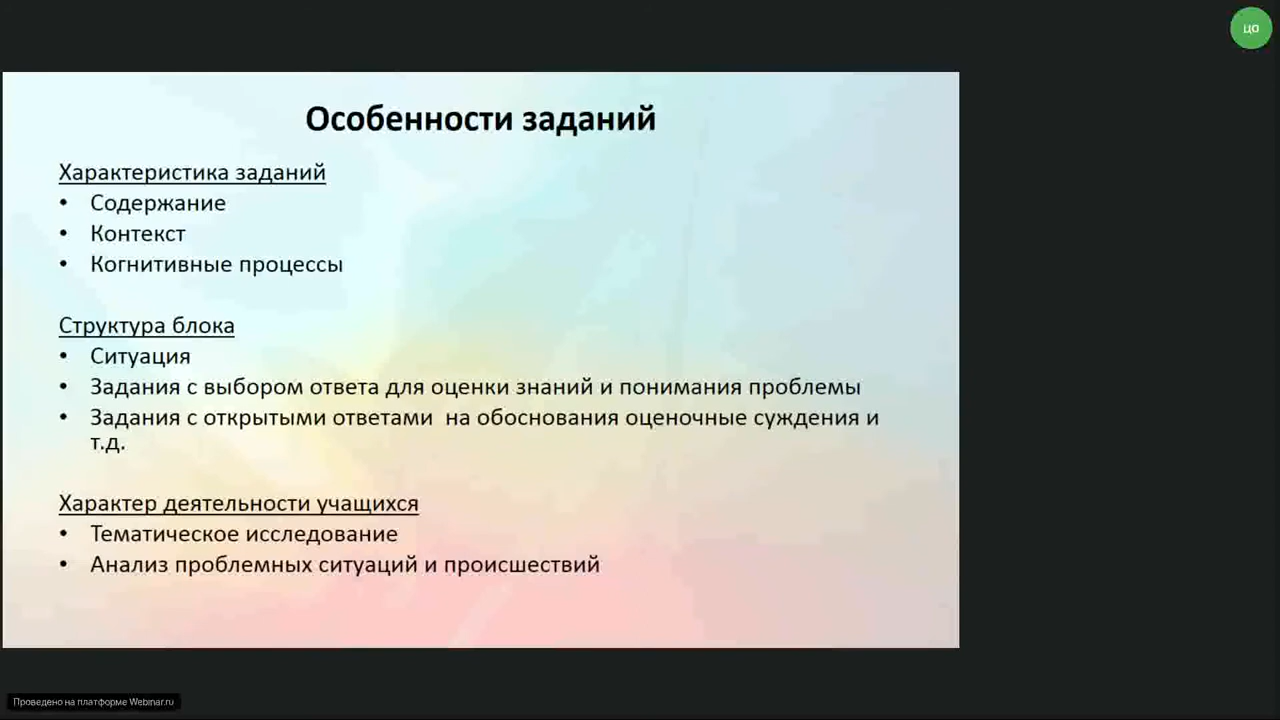 ЦО
Особенности заданий
Характеристика заданий
• Содержание
• Контекст
• Когнитивные процессы
Структура блока
• Ситуация
• Задания с выбором ответа для оценки знаний и понимания проблемы
• Задания с открытыми ответами на обоснования оценочные суждения и
т.д.
Характер деятельности учащихся
• Тематическое исследование
• Анализ проблемных ситуаций и происшествий
Проведено на платформе Webinar.ru